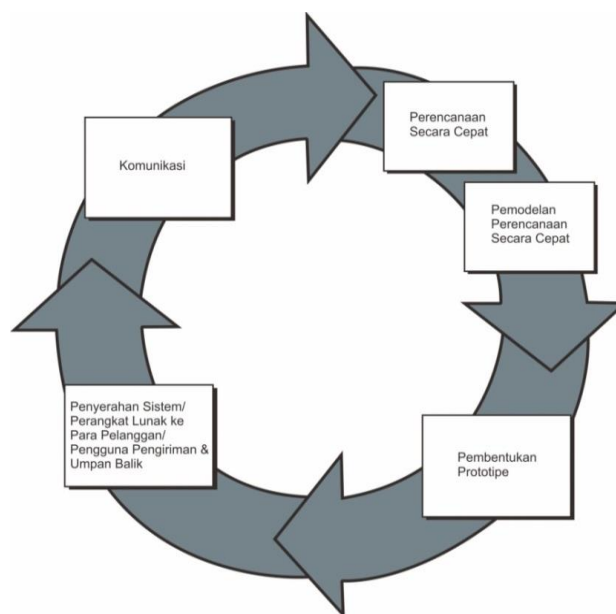 Komunikasi
Perencanaan
Secara Cepat
Pemodelan
Perencanaan
Secara Cepat
Pembentukan
Prototipe
Penyerahan Sistem/
Perangkat Lunak ke
Para Pelanggan/
Pengguna Pengiriman &
Umpan Balik